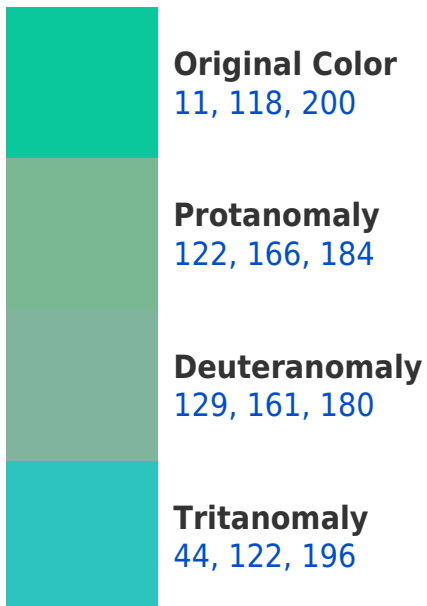 Original Color
11, 118, 200
Protanomaly
122, 166, 184
Deuteranomaly
129, 161, 180
Tritanomaly
44, 122, 196